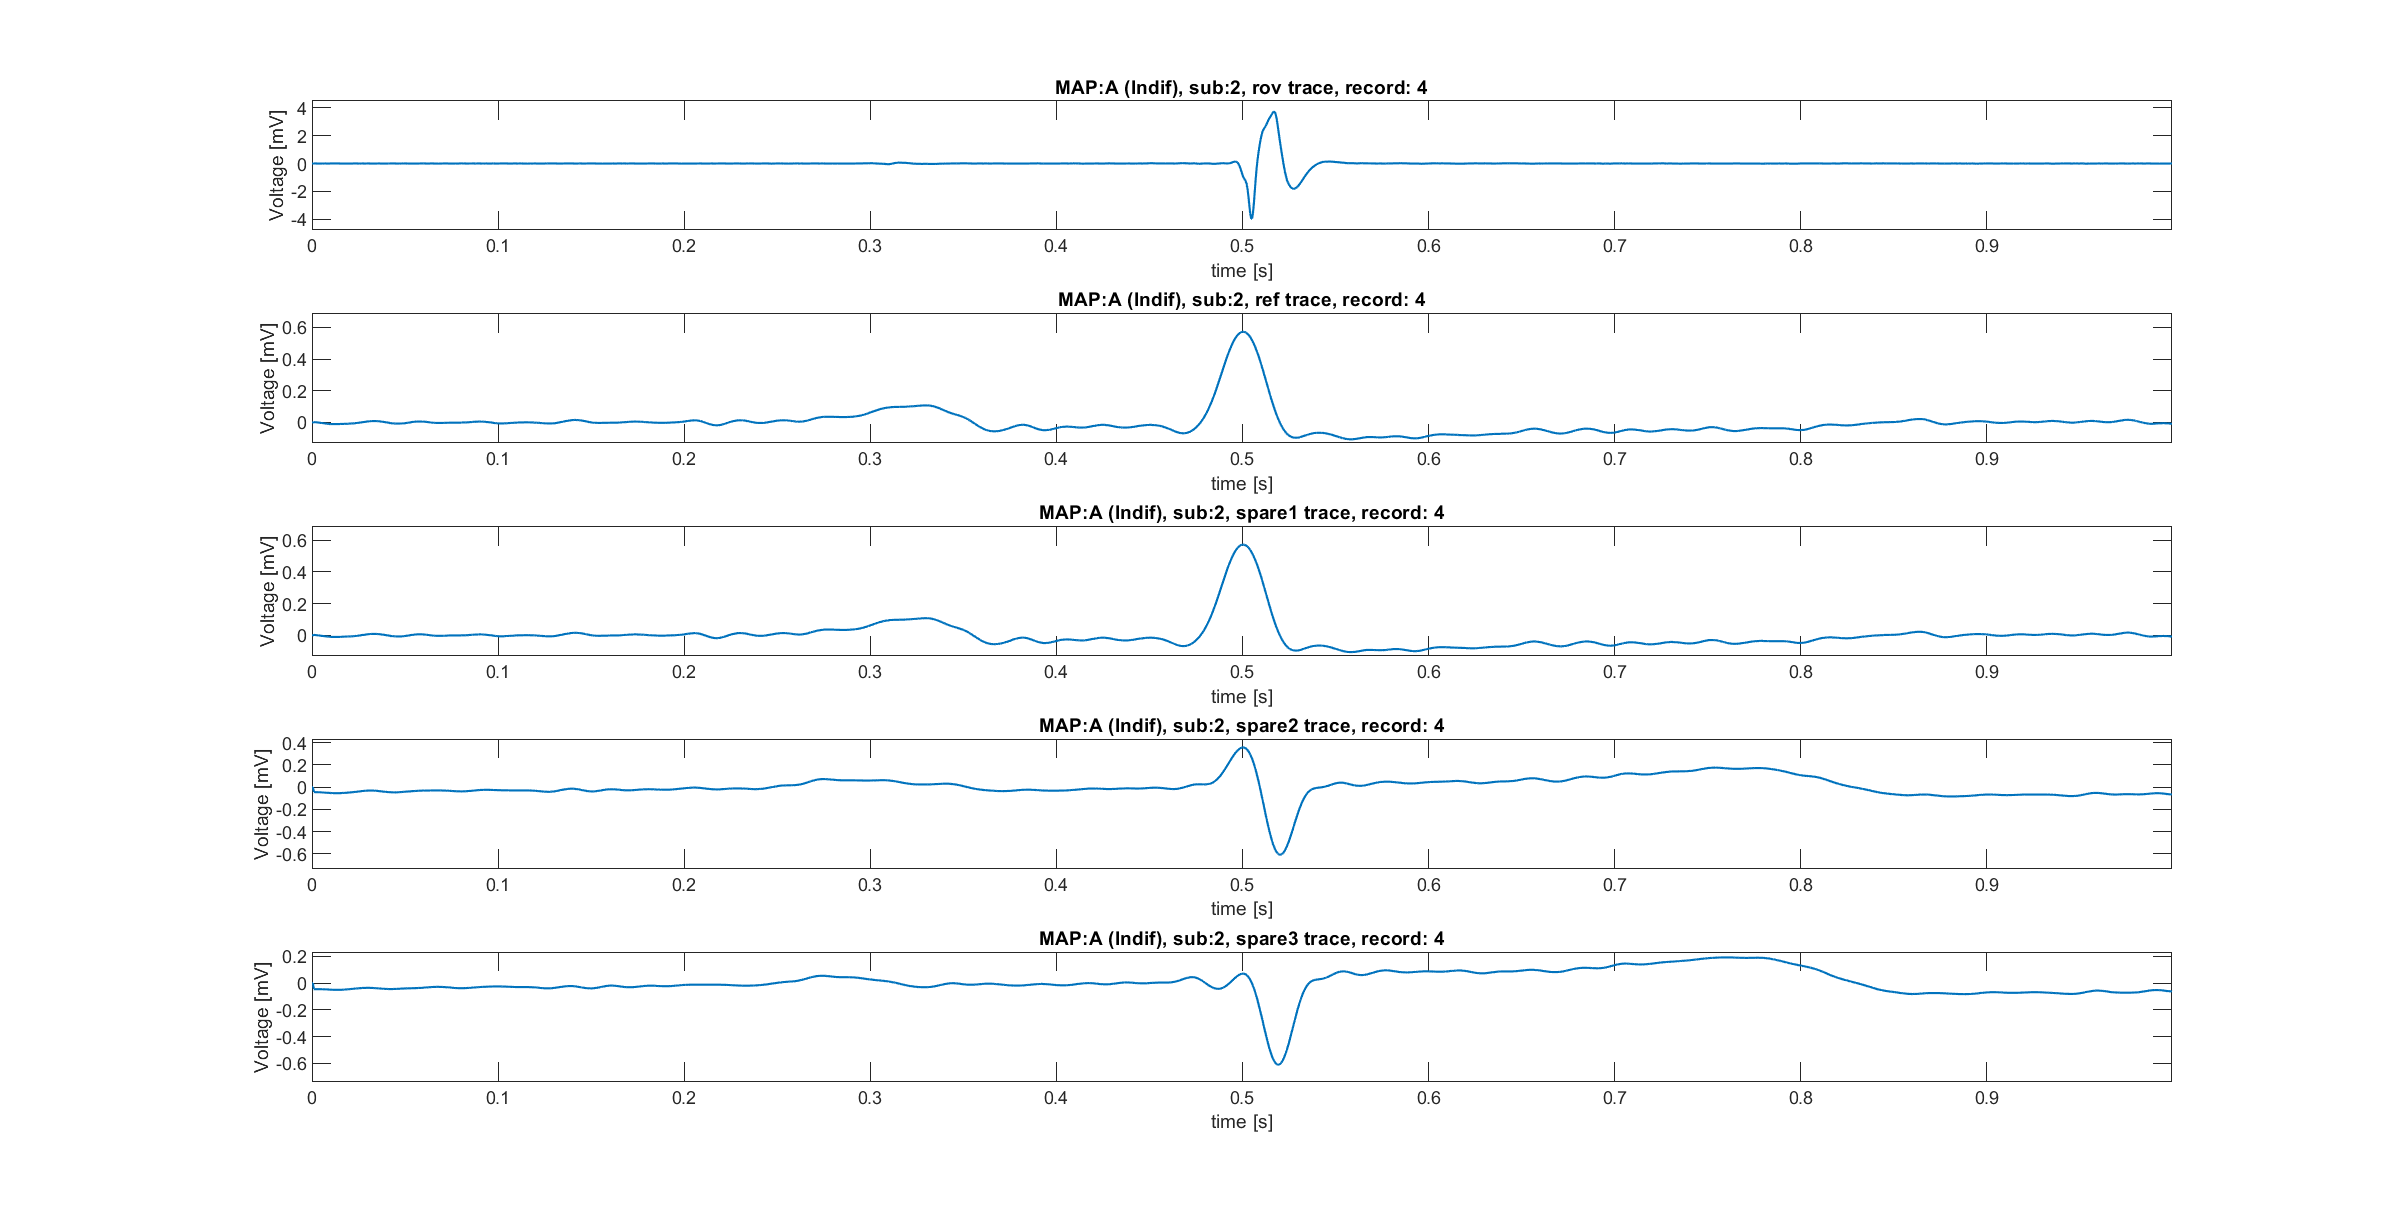 MAP:A (Indif), sub:2, rov trace, record: 4
Voltage [mV]
4
2
0
-2
-4
0 0.1 0.2 0.3 0.4 0.5 0.6 0.7 0.8 0.9
time [s]
MAP:A (Indif), sub:2, ref trace, record: 4
Voltage [mV]
0.6
0.4
0.2
0
0 0.1 0.2 0.3 0.4 0.5 0.6 0.7 0.8 0.9
time [s]
MAP:A (Indif), sub:2, spare1 trace, record: 4
Voltage [mV]
0.6
0.4
0.2
0
0 0.1 0.2 0.3 0.4 0.5 0.6 0.7 0.8 0.9
time [s]
MAP:A (Indif), sub:2, spare2 trace, record: 4
Voltage [mV]
0.4
0.2
0
-0.2
-0.4
-0.6
0 0.1 0.2 0.3 0.4 0.5 0.6 0.7 0.8 0.9
time [s]
MAP:A (Indif), sub:2, spare3 trace, record: 4
Voltage [mV]
0.2
0
-0.2
-0.4
-0.6
0 0.1 0.2 0.3 0.4 0.5 0.6 0.7 0.8 0.9
time [s]